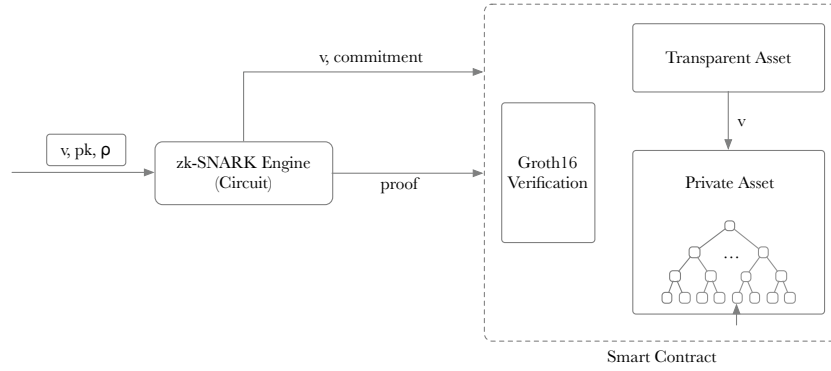 v, commitment
Transparent Asset
v
v, pk, ρ
zk-SNARK Engine
(Circuit)
proof
Groth16
Verification
Private Asset
...
Smart Contract